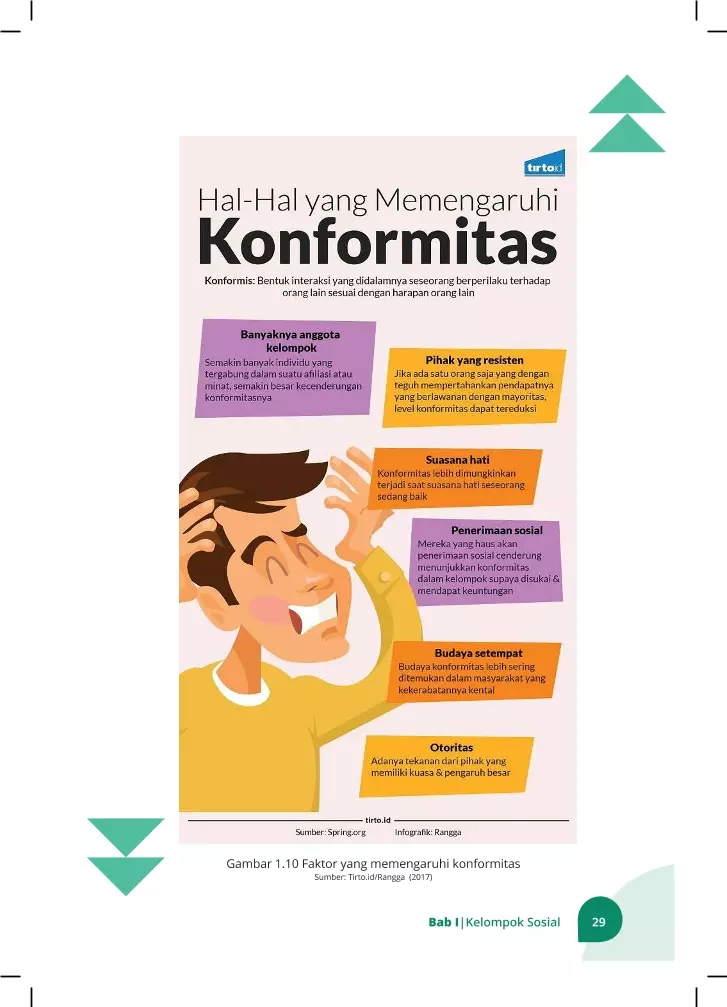 tırtoıd
Hal-Hal yang Memengaruhi
Konformitas
Konformis: Bentuk interaksi yang didalamnya seseorang berperilaku terhadap
orang lain sesuai dengan harapan orang lain
Banyaknya anggota
kelompok
Semakin banyak individu yang
tergabung dalam suatu afiliasi atau
minat, semakin besar kecenderungan
konformitasnya
Pihak yang resisten
Jika ada satu orang saja yang dengan
teguh mempertahankan pendapatnya
yang berlawanan dengan mayoritas,
level konformitas dapat tereduksi
Suasana hati
Konformitas lebih dimungkinkan
terjadi saat suasana hati seseorang
sedang baik
Penerimaan sosial
Mereka yang haus akan
penerimaan sosial cenderung
menunjukkan konformitas
dalam kelompok supaya disukai &
mendapat keuntungan
Budaya setempat
Budaya konformitas lebih sering
ditemukan dalam masyarakat yang
kekerabatannya kental
Otoritas
Adanya tekanan dari pihak yang
memiliki kuasa & pengaruh besar
tirto.id
Sumber: Spring.org Infografik: Rangga
Gambar 1.10 Faktor yang memengaruhi konformitas
Sumber: Tirto.id/Rangga (2017)
Bab I|Kelompok Sosial 29